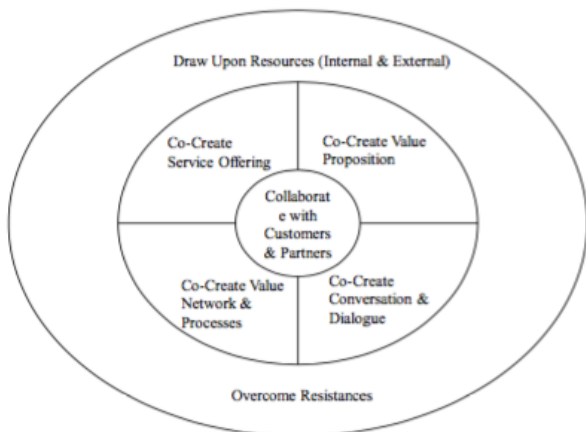 Draw Upon Resources (Internal & External)
Co-Create
Service Offering
Co-Create Value
Proposition
Collaborat
e with
Customers
& Partners
Co-Create Value
Network &
Processes
Co-Create
Conversation &
Dialogue
Overcome Resistances